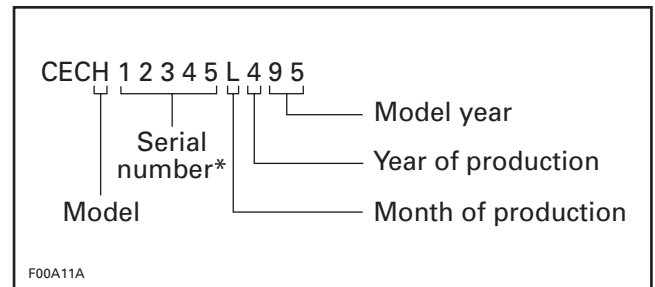 CECH 1 2 3 4 5 L 4 9 5
Model year
Serial
number*
Year of production
Model
Month of production
F00A11A